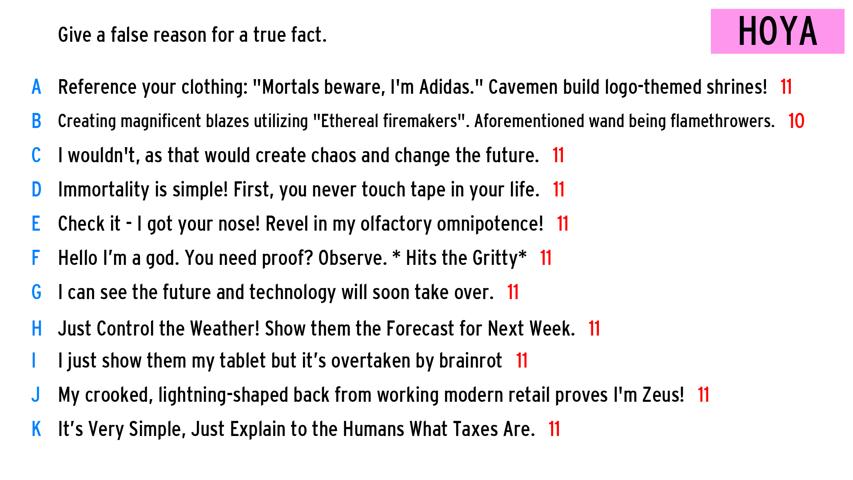 Give a false reason for a true fact.
HOYA
A Reference your clothing: "Mortals beware, I'm Adidas." Cavemen build logo-themed shrines! 11
B Creating magnificent blazes utilizing "Ethereal firemakers". Aforementioned wand being flamethrowers. 10
C I wouldn't, as that would create chaos and change the future. 11
D Immortality is simple! First, you never touch tape in your life. 11
E Check it - I got your nose! Revel in my olfactory omnipotence! 11
F Hello I'm a god. You need proof? Observe. * Hits the Gritty* 11
G I can see the future and technology will soon take over. 11
H Just Control the Weather! Show them the Forecast for Next Week. 11
I I just show them my tablet but it’s overtaken by brainrot 11
J My crooked, lightning-shaped back from working modern retail proves I'm Zeus! 11
K It’s Very Simple, Just Explain to the Humans What Taxes Are. 11